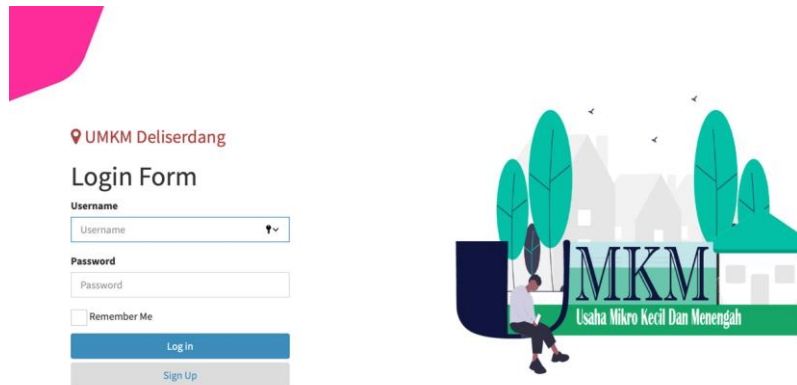 UMKM Deliserdang
Login Form
Username
Username
Password
Password
Remember Me
Log in
Sign Up
UMKM
Usaha Mikro Kecil Dan Menengah